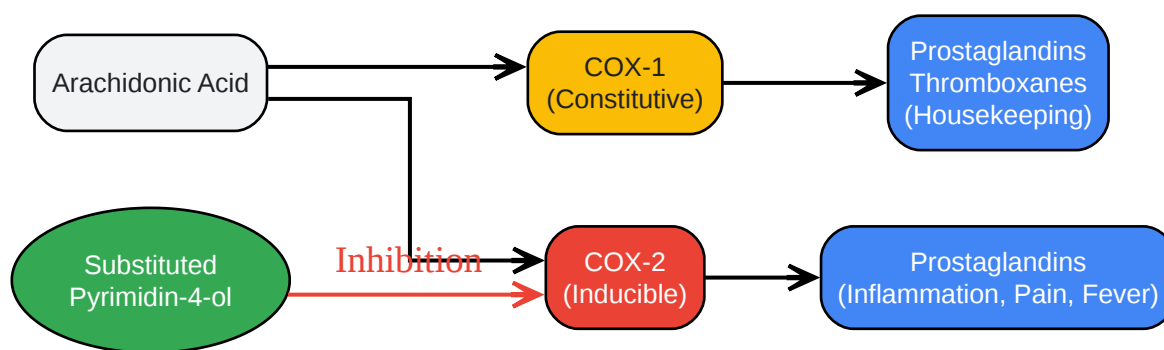 Arachidonic Acid
COX-1
(Constitutive)
Prostaglandins
Thromboxanes
(Housekeeping)
Substituted
Pyrimidin-4-ol
Inhibition
COX-2
(Inducible)
Prostaglandins
(Inflammation, Pain, Fever)